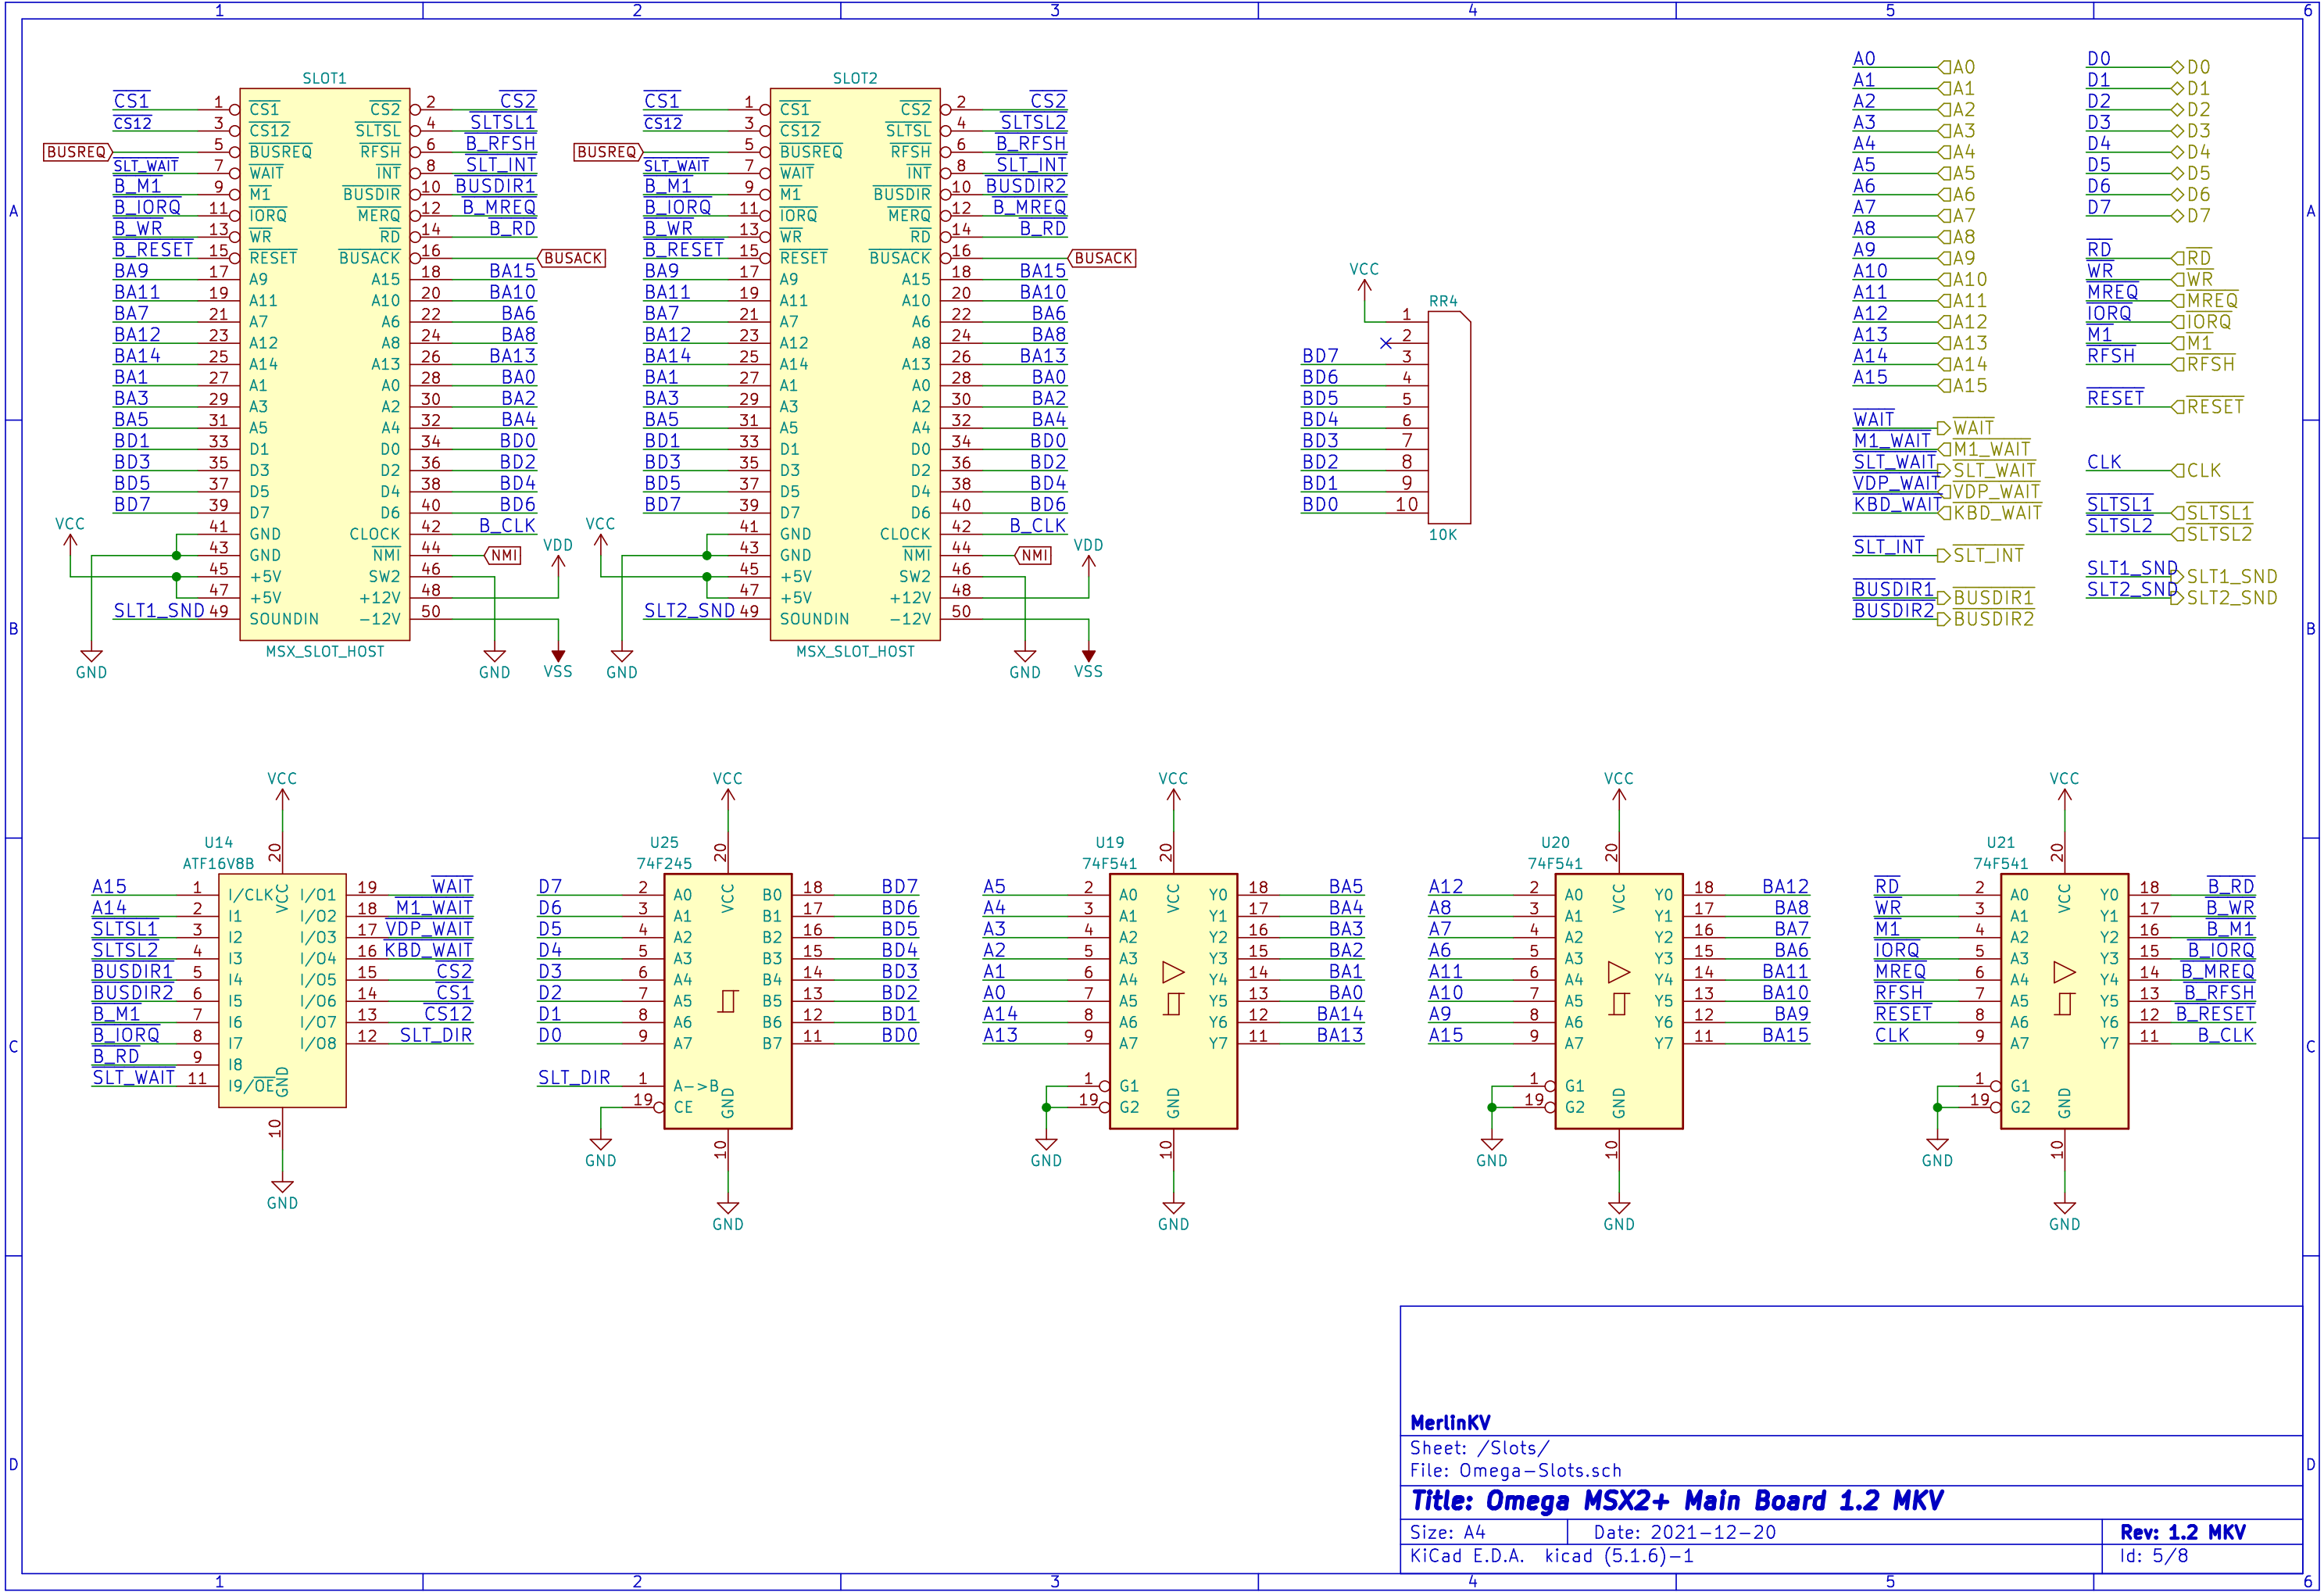 1 2 3 4 5 6
SLOT1
CS1 1 CS1 CS2 2 CS2
CS12 3 CS12 SLTSL 4 SLTSL1
BUSREQ 5 BUSREQ RFSH 6 B_RFSH
SLT_WAIT 7 WAIT INT 8 SLT_INT
B_M1 9 M1 BUSDIR 10 BUSDIR1
B_IORQ 11 IORQ MERQ 12 B_MREQ
B_WR 13 WR RD 14 B_RD
B_RESET 15 RESET BUSACK 16 BUSACK
BA9 17 A9 A15 18 BA15
BA11 19 A11 A10 20 BA10
BA7 21 A7 A6 22 BA6
BA12 23 A12 A8 24 BA8
BA14 25 A14 A13 26 BA13
BA1 27 A1 A0 28 BA0
BA3 29 A3 A2 30 BA2
BA5 31 A5 A4 32 BA4
BD1 33 D1 D0 34 BD0
BD3 35 D3 D2 36 BD2
BD5 37 D5 D4 38 BD4
BD7 39 D7 D6 40 BD6
41 GND CLOCK 42 B_CLK
VCC 43 GND NMI 44 NMI VDD
45 +5V SW2 46
47 +5V +12V 48
SLT1_SND 49 SOUNDIN -12V 50
MSX_SLOT_HOST
GND GND VSS
SLOT2
CS1 1 CS1 CS2 2 CS2
CS12 3 CS12 SLTSL 4 SLTSL2
BUSREQ 5 BUSREQ RFSH 6 B_RFSH
SLT_WAIT 7 WAIT INT 8 SLT_INT
B_M1 9 M1 BUSDIR 10 BUSDIR2
B_IORQ 11 IORQ MERQ 12 B_MREQ
B_WR 13 WR RD 14 B_RD
B_RESET 15 RESET BUSACK 16 BUSACK
BA9 17 A9 A15 18 BA15
BA11 19 A11 A10 20 BA10
BA7 21 A7 A6 22 BA6
BA12 23 A12 A8 24 BA8
BA14 25 A14 A13 26 BA13
BA1 27 A1 A0 28 BA0
BA3 29 A3 A2 30 BA2
BA5 31 A5 A4 32 BA4
BD1 33 D1 D0 34 BD0
BD3 35 D3 D2 36 BD2
BD5 37 D5 D4 38 BD4
BD7 39 D7 D6 40 BD6
41 GND CLOCK 42 B_CLK
VCC 43 GND NMI 44 NMI VDD
45 +5V SW2 46
47 +5V +12V 48
SLT2_SND 49 SOUNDIN -12V 50
MSX_SLOT_HOST
GND GND VSS
VCC
RR4
1
2
BD7 3
BD6 4
BD5 5
BD4 6
BD3 7
BD2 8
BD1 9
BD0 10
10K
A0 A0
A1 A1
A2 A2
A3 A3
A4 A4
A5 A5
A6 A6
A7 A7
A8 A8
A9 A9
A10 A10
A11 A11
A12 A12
A13 A13
A14 A14
A15 A15
WAIT WAIT
M1_WAIT M1_WAIT
SLT_WAIT SLT_WAIT
VDP_WAIT VDP_WAIT
KBD_WAIT KBD_WAIT
SLT_INT SLT_INT
BUSDIR1 BUSDIR1
BUSDIR2 BUSDIR2
D0 D0
D1 D1
D2 D2
D3 D3
D4 D4
D5 D5
D6 D6
D7 D7
RD RD
WR WR
MREQ MREQ
IORQ IORQ
M1 M1
RFSH RFSH
RESET RESET
CLK CLK
SLTSL1 SLTSL1
SLTSL2 SLTSL2
SLT1_SND SLT1_SND
SLT2_SND SLT2_SND
A A
B B
VCC
U14 20
ATF16V8B
VCC GND
A15 1 I/CLK I/O1 19 WAIT
A14 2 I1 I/O2 18 M1_WAIT
SLTSL1 3 I2 I/O3 17 VDP_WAIT
SLTSL2 4 I3 I/O4 16 KBD_WAIT
BUSDIR1 5 I4 I/O5 15 CS2
BUSDIR2 6 I5 I/O6 14 CS1
B_M1 7 I6 I/O7 13 CS12
B_IORQ 8 I7 I/O8 12 SLT_DIR
B_RD 9 I8
SLT_WAIT 11 I9/OE
10
GND
VCC
U25 20
74F245
VCC GND
D7 2 A0 B0 18 BD7
D6 3 A1 B1 17 BD6
D5 4 A2 B2 16 BD5
D4 5 A3 B3 15 BD4
D3 6 A4 B4 14 BD3
D2 7 A5 B5 13 BD2
D1 8 A6 B6 12 BD1
D0 9 A7 B7 11 BD0
SLT_DIR 1 A->B
19 CE
GND 10
GND
VCC
U19 20
74F541
VCC GND
A5 2 A0 Y0 18 BA5
A4 3 A1 Y1 17 BA4
A3 4 A2 Y2 16 BA3
A2 5 A3 Y3 15 BA2
A1 6 A4 Y4 14 BA1
A0 7 A5 Y5 13 BA0
A14 8 A6 Y6 12 BA14
A13 9 A7 Y7 11 BA13
1 G1
19 G2
GND 10
GND
VCC
U20 20
74F541
VCC GND
A12 2 A0 Y0 18 BA12
A8 3 A1 Y1 17 BA8
A7 4 A2 Y2 16 BA7
A6 5 A3 Y3 15 BA6
A11 6 A4 Y4 14 BA11
A10 7 A5 Y5 13 BA10
A9 8 A6 Y6 12 BA9
A15 9 A7 Y7 11 BA15
1 G1
19 G2
GND 10
GND
VCC
U21 20
74F541
VCC GND
RD 2 A0 Y0 18 B_RD
WR 3 A1 Y1 17 B_WR
M1 4 A2 Y2 16 B_M1
IORQ 5 A3 Y3 15 B_IORQ
MREQ 6 A4 Y4 14 B_MREQ
RFSH 7 A5 Y5 13 B_RFSH
RESET 8 A6 Y6 12 B_RESET
CLK 9 A7 Y7 11 B_CLK
1 G1
19 G2
GND 10
GND
C C
D D
MerlinKV
Sheet: /Slots/
File: Omega-Slots.sch
Title: Omega MSX2+ Main Board 1.2 MKV
Size: A4 Date: 2021-12-20 Rev: 1.2 MKV
KiCad E.D.A. kicad (5.1.6)-1 Id: 5/8
1 2 3 4 5 6